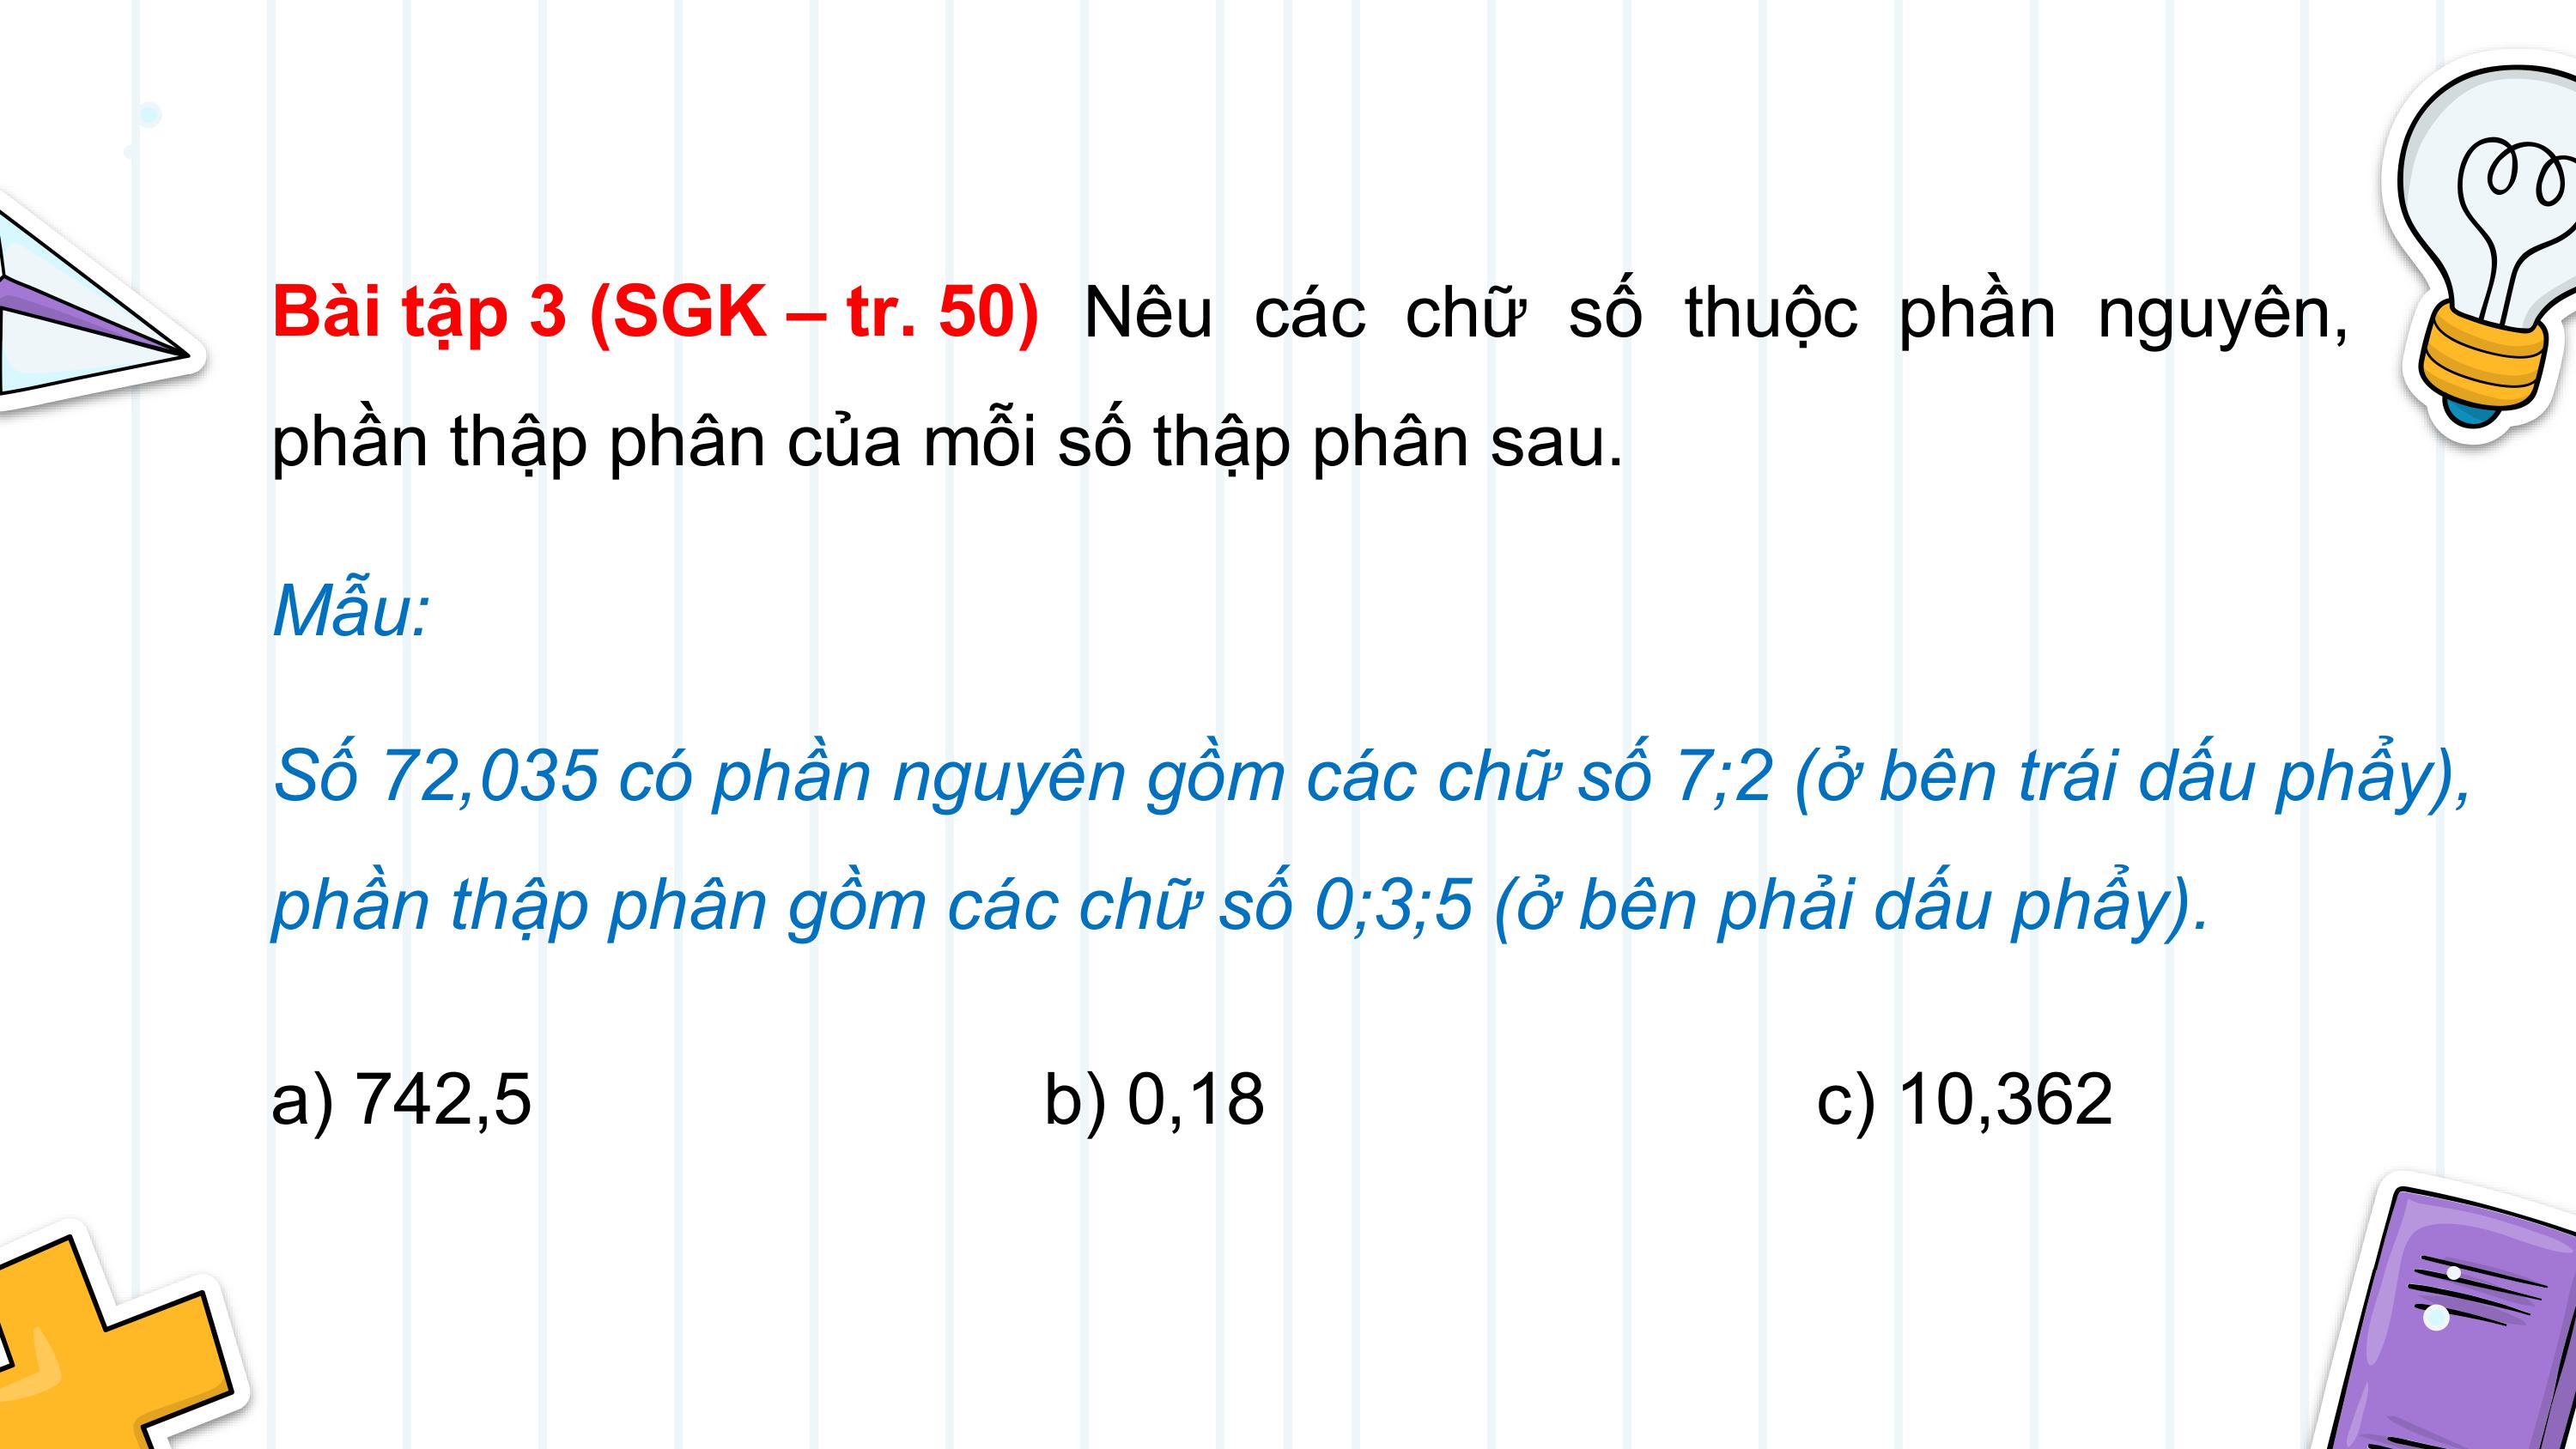 Bài tập 3 (SGK – tr. 50) Nêu các chữ số thuộc phần nguyên,
phần thập phân của mỗi số thập phân sau.
Mẫu:
Số 72,035 có phần nguyên gồm các chữ số 7;2 (ở bên trái dấu phẩy),
phần thập phân gồm các chữ số 0;3;5 (ở bên phải dấu phẩy).
a) 742,5 b) 0,18 c) 10,362